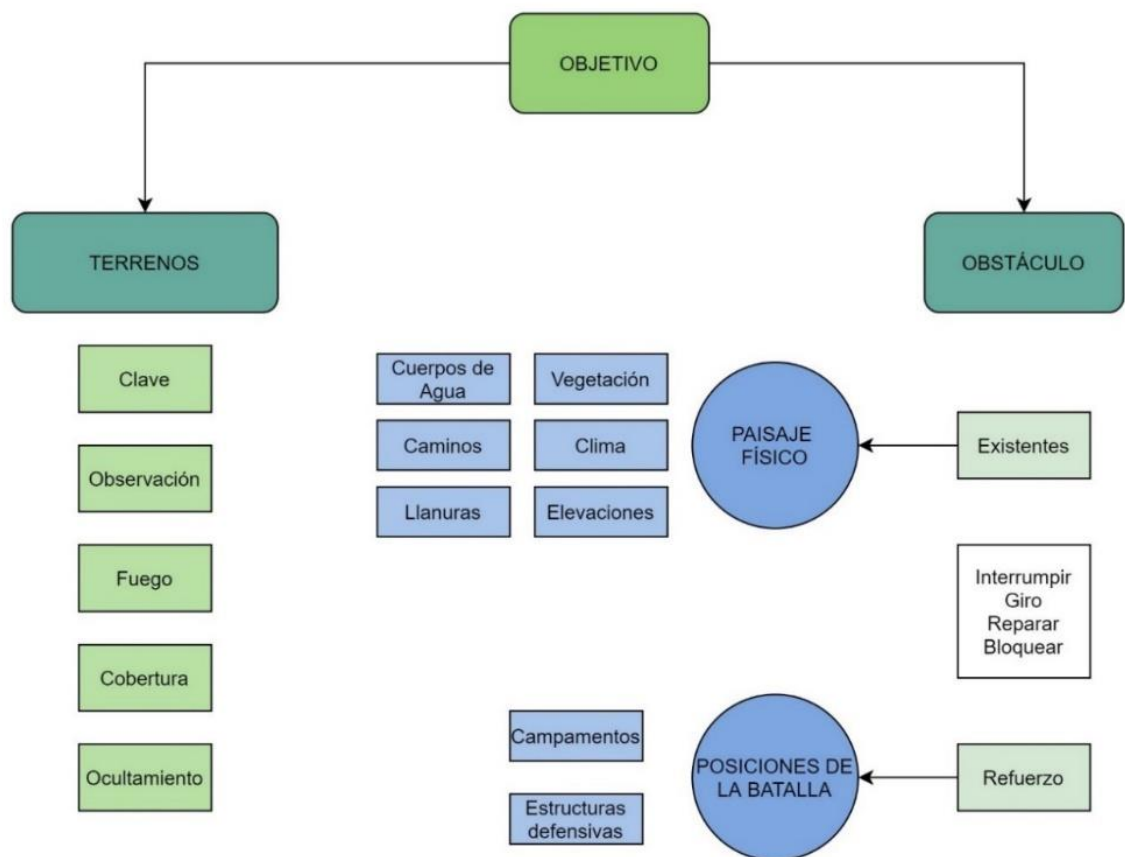 OBJETIVO
TERRENOS
OBSTÁCULO
Clave
Observación
Fuego
Cobertura
Ocultamiento
Cuerpos de
Agua
Vegetación
Caminos
Clima
Llanuras
Elevaciones
PAISAJE
FÍSICO
Existentes
Interrumpir
Giro
Reparar
Bloquear
Campamentos
Estructuras
defensivas
POSICIONES DE
LA BATALLA
Refuerzo